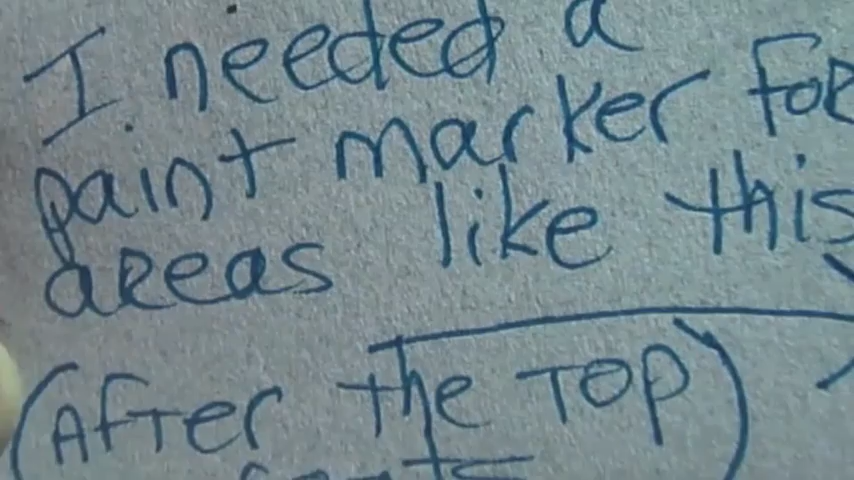 I needed a
paint marker for
areas like this
(After the Top)